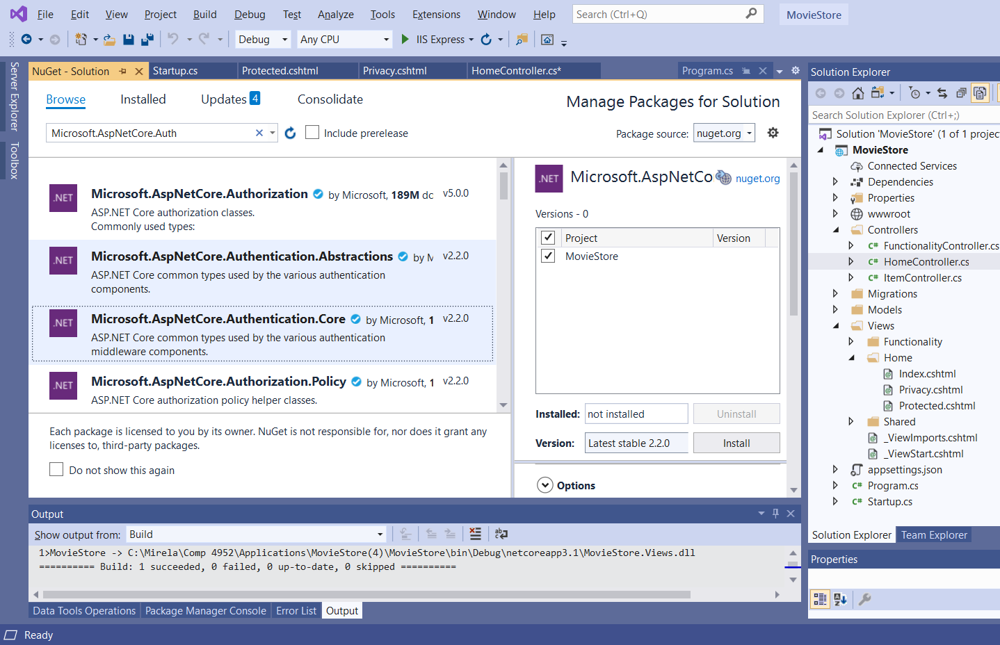 File Edit View Project Build Debug Test Analyze Tools Extensions Window Help Search (Ctrl+Q) MovieStore
Debug Any CPU IIS Express
Server Explorer
Toolbox
NuGet - Solution Startup.cs Protected.cshtml Privacy.cshtml HomeController.cs* Program.cs
Browse Installed Updates 4 Consolidate
Manage Packages for Solution
Microsoft.AspNetCore.Auth Include prerelease
Package source: nuget.org
.NET Microsoft.AspNetCore.Authorization by Microsoft, 189M dc v5.0.0
ASP.NET Core authorization classes.
Commonly used types:
.NET Microsoft.AspNetCore.Authentication.Abstractions by M v2.2.0
ASP.NET Core common types used by the various authentication
components.
.NET Microsoft.AspNetCore.Authentication.Core by Microsoft, 1 v2.2.0
ASP.NET Core common types used by the various authentication
middleware components.
.NET Microsoft.AspNetCore.Authorization.Policy by Microsoft, 1 v2.2.0
ASP.NET Core authorization policy helper classes.
Each package is licensed to you by its owner. NuGet is not responsible for, nor does it grant any
licenses to, third-party packages.
Do not show this again
.NET Microsoft.AspNetCo nuget.org
Versions - 0
Project Version
MovieStore
Installed: not installed Uninstall
Version: Latest stable 2.2.0 Install
Options
Solution Explorer
Search Solution Explorer (Ctrl+;)
Solution 'MovieStore' (1 of 1 projec
MovieStore
Connected Services
Dependencies
Properties
wwwroot
Controllers
C# FunctionalityController.cs
C# HomeController.cs
C# ItemController.cs
Migrations
Models
Views
Functionality
Home
Index.cshtml
Privacy.cshtml
Protected.cshtml
Shared
_ViewImports.cshtml
_ViewStart.cshtml
appsettings.json
C# Program.cs
C# Startup.cs
Solution Explorer Team Explorer
Properties
Output
Show output from: Build
1>MovieStore -> C:\Mirela\Comp 4952\Applications\MovieStore(4)\MovieStore\bin\Debug\netcoreapp3.1\MovieStore.Views.dll
========== Build: 1 succeeded, 0 failed, 0 up-to-date, 0 skipped ==========
Data Tools Operations Package Manager Console Error List Output
Ready